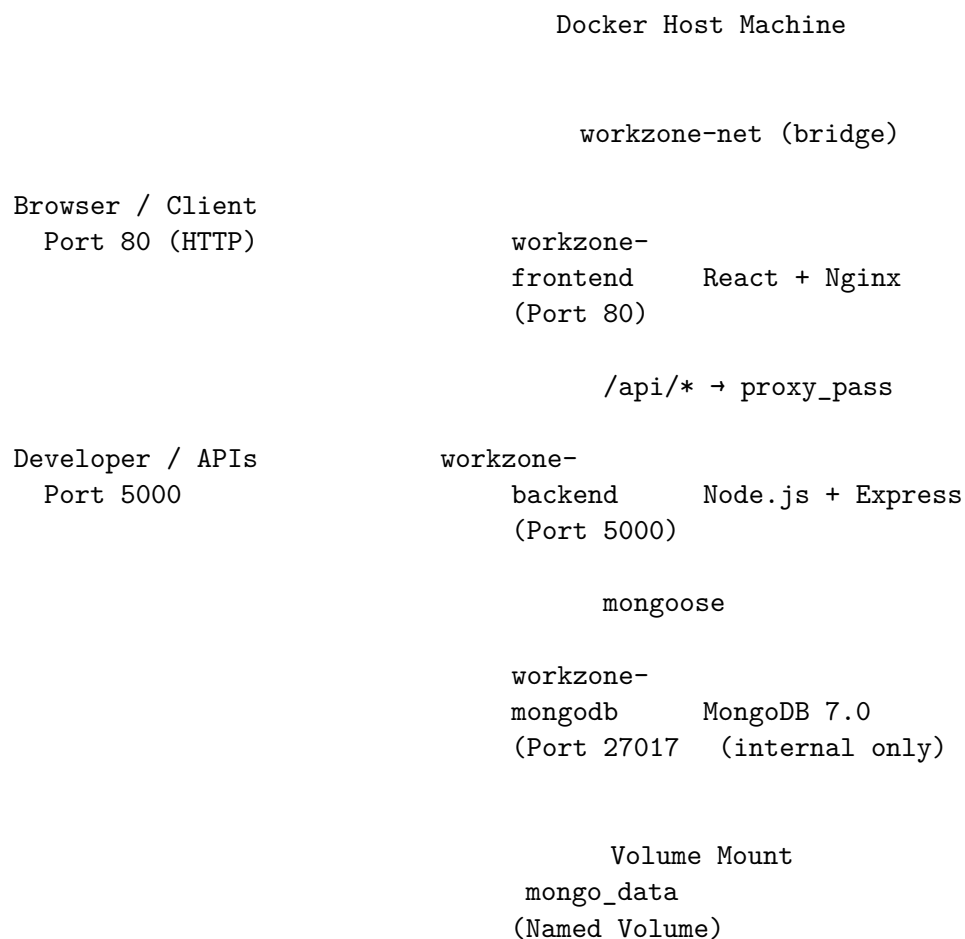 Docker Host Machine
workzone-net (bridge)
Browser / Client
Port 80 (HTTP) workzone-
frontend React + Nginx
(Port 80)
/api/* → proxy_pass
Developer / APIs workzone-
Port 5000 backend Node.js + Express
(Port 5000)
mongoose
workzone-
mongodb MongoDB 7.0
(Port 27017 (internal only)
Volume Mount
mongo_data
(Named Volume)